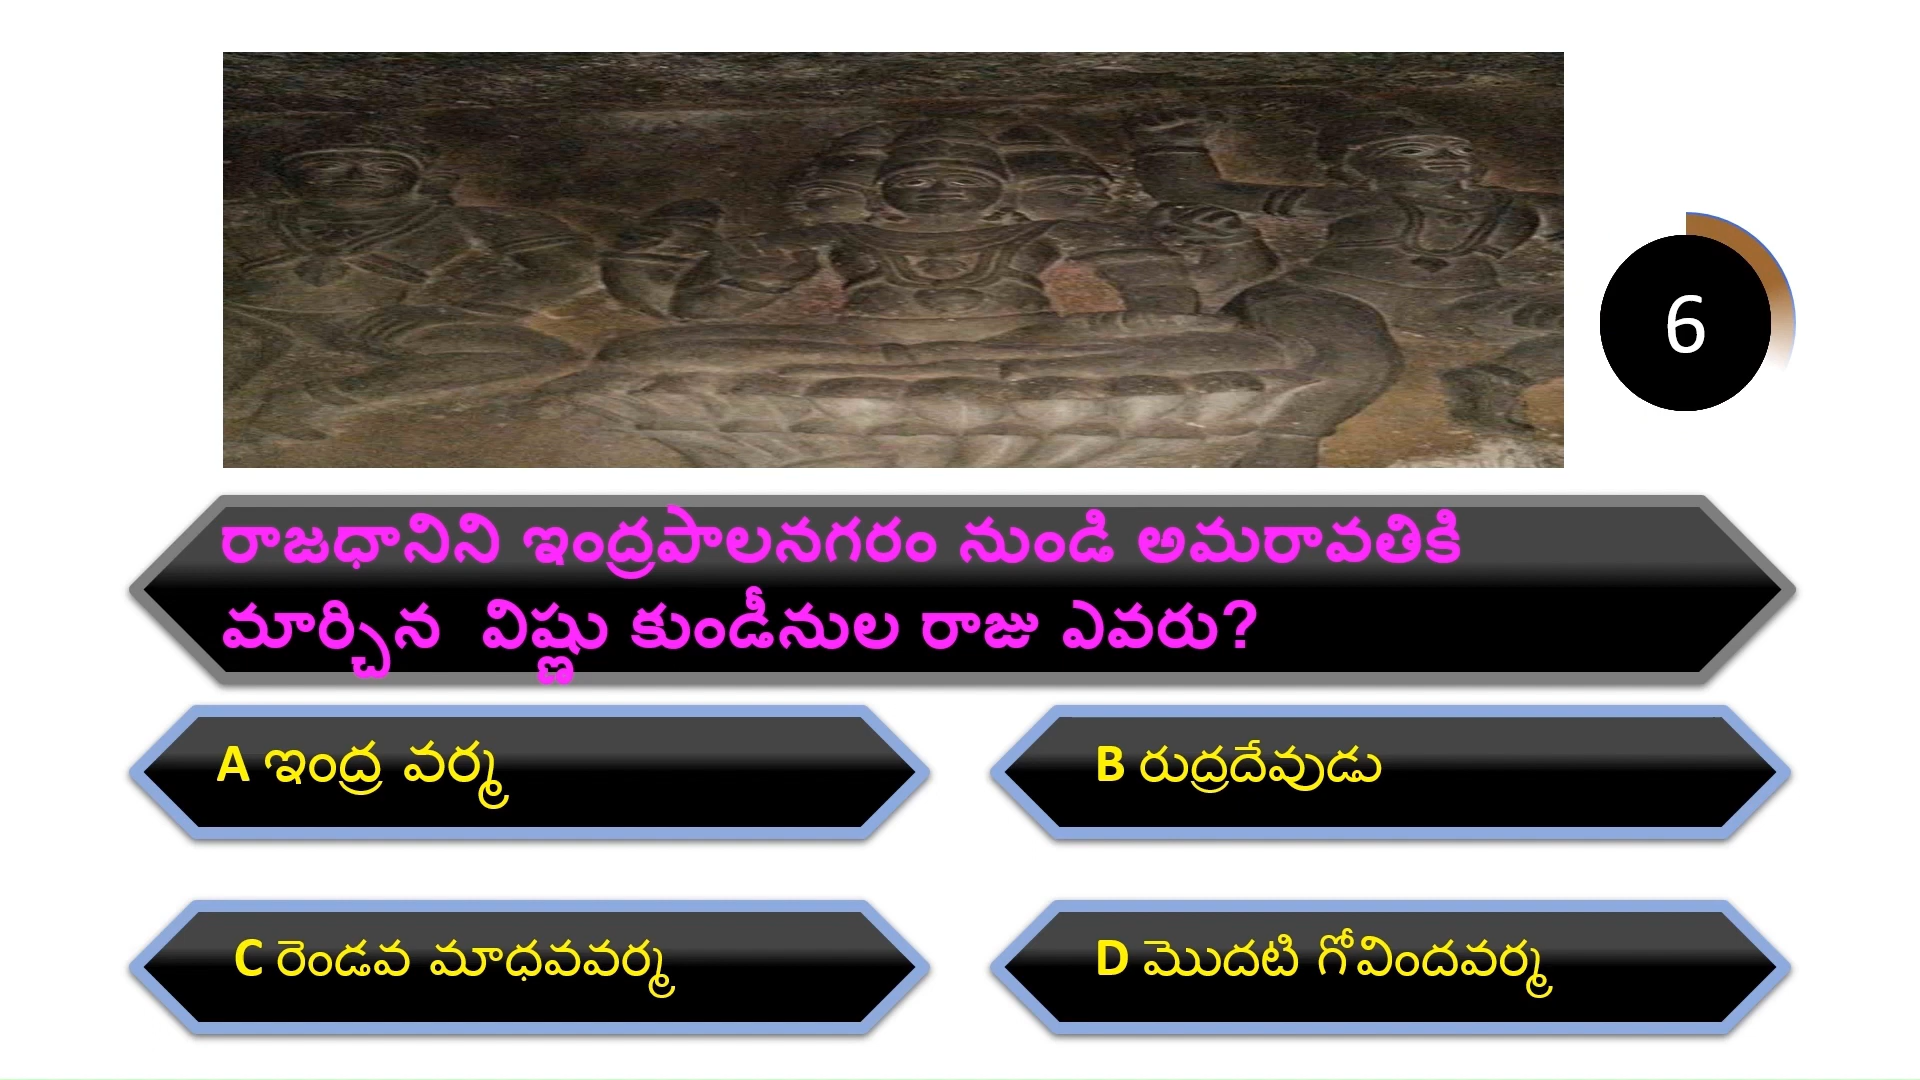 6
రాజధానిని ఇంద్రపాలనగరం నుండి అమరావతికి
మార్చిన  విష్ణు కుండీనుల రాజు ఎవరు?
A ఇంద్ర వర్మ
B రుద్రదేవుడు
C రెండవ మాధవవర్మ
D మొదటి గోవిందవర్మ